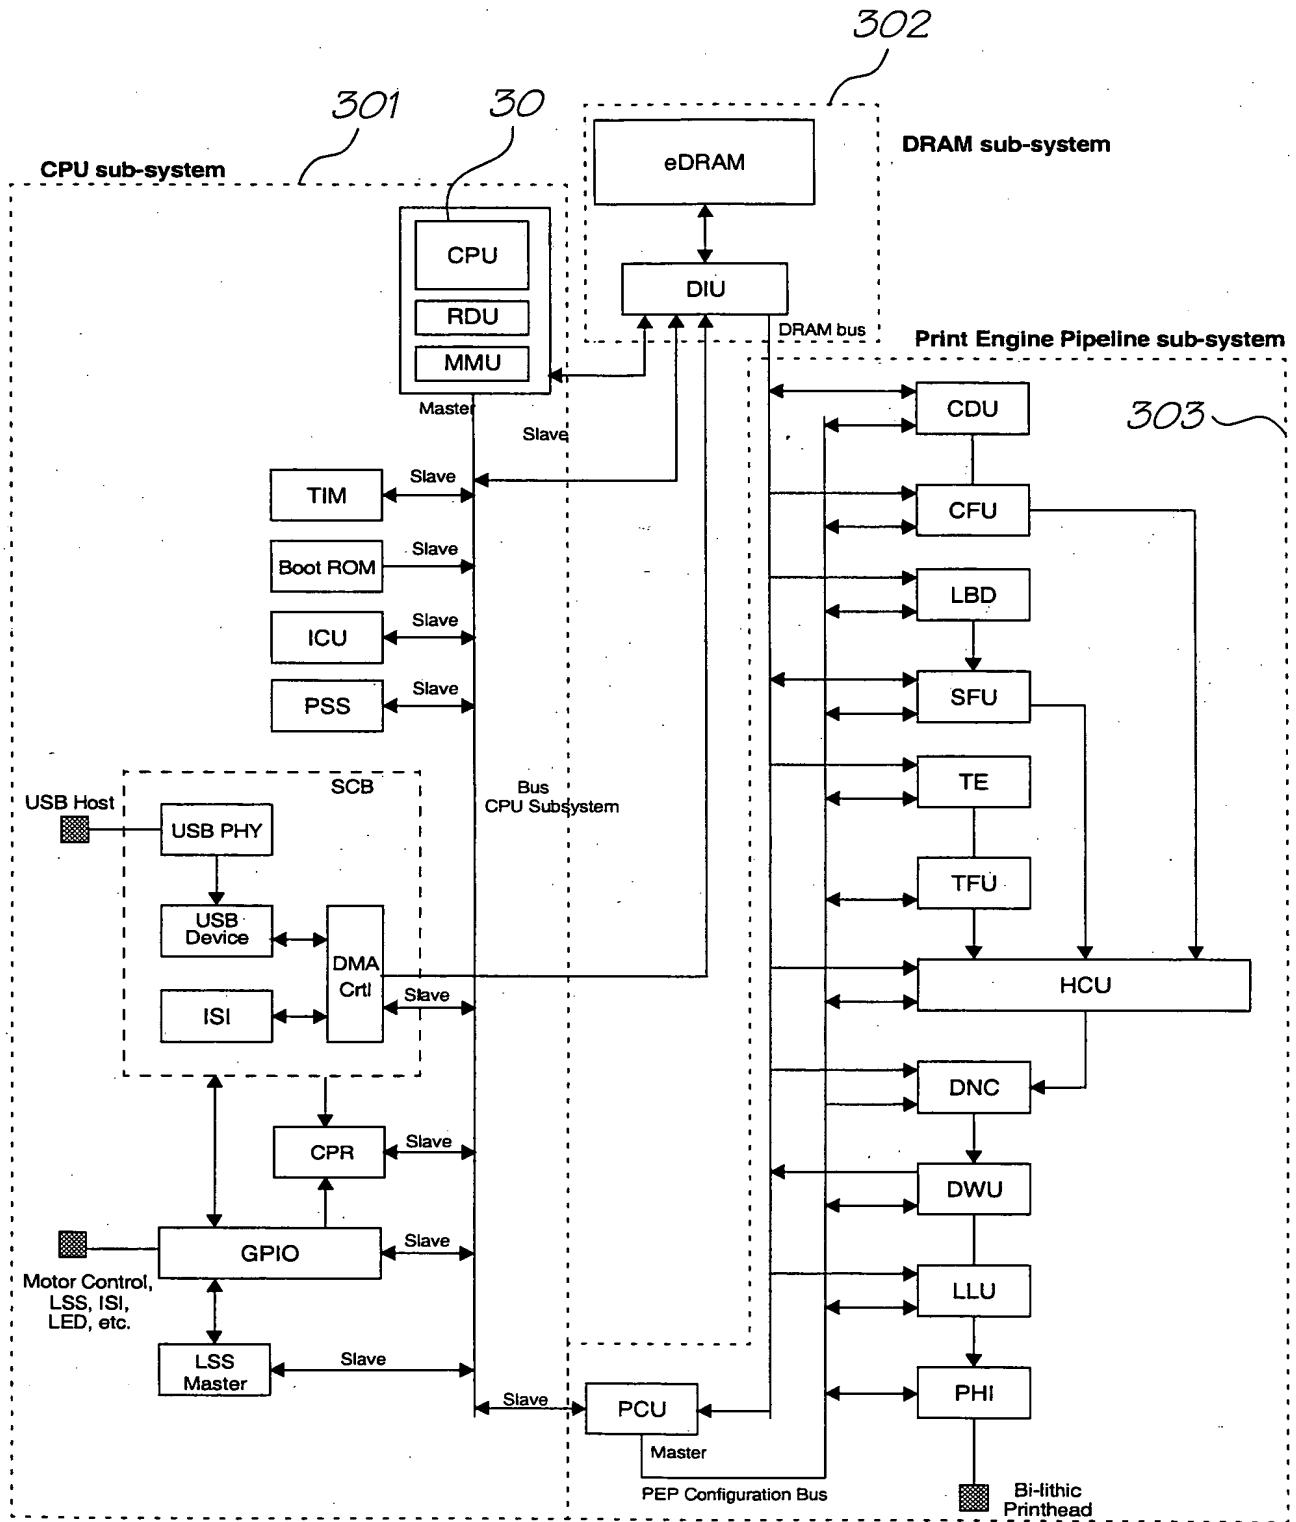 302
301
30
CPU sub-system
DRAM sub-system
eDRAM
CPU
RDU
MMU
Master
DIU
DRAM bus
Print Engine Pipeline sub-system
303
Slave
TIM
Slave
Boot ROM
Slave
ICU
Slave
PSS
Slave
CDU
CFU
LBD
SFU
TE
TFU
HCU
DNC
DWU
LLU
PHI
SCB
USB Host
USB PHY
USB
Device
ISI
DMA
Crtl
Slave
Bus
CPU Subsystem
CPR
Slave
GPIO
Slave
Motor Control,
LSS, ISI,
LED, etc.
LSS
Master
Slave
Slave
PCU
Master
PEP Configuration Bus
Bi-lithic
Printhead